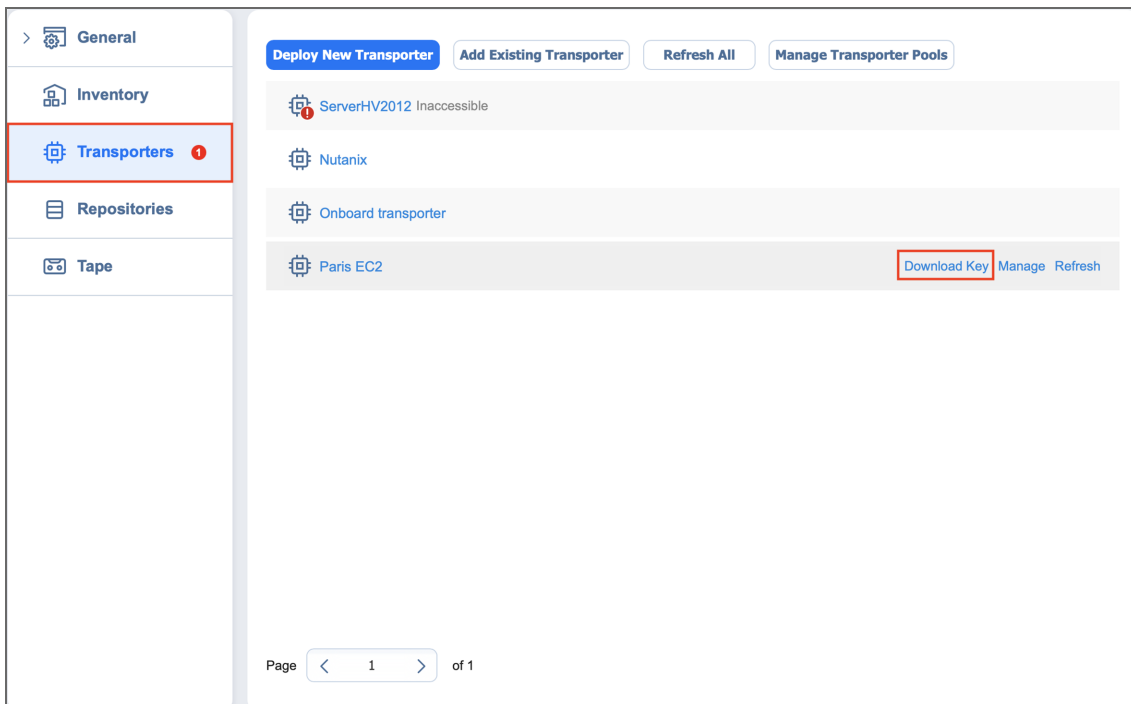 General
Inventory
Transporters 1
Repositories
Tape
Deploy New Transporter Add Existing Transporter Refresh All Manage Transporter Pools
ServerHV2012 Inaccessible
Nutanix
Onboard transporter
Paris EC2 Download Key Manage Refresh
Page 1 of 1